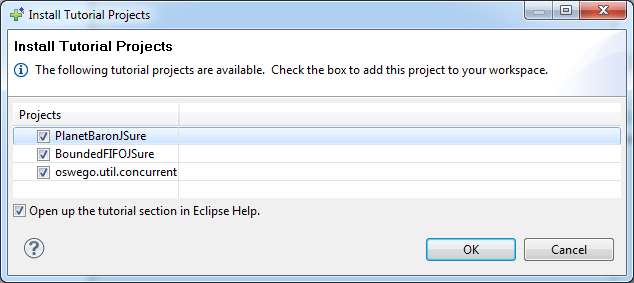 Install Tutorial Projects
Install Tutorial Projects
The following tutorial projects are available. Check the box to add this project to your workspace.
Projects
PlanetBaronJSure
BoundedFIFOJSure
oswego.util.concurrent
Open up the tutorial section in Eclipse Help.
?
OK
Cancel